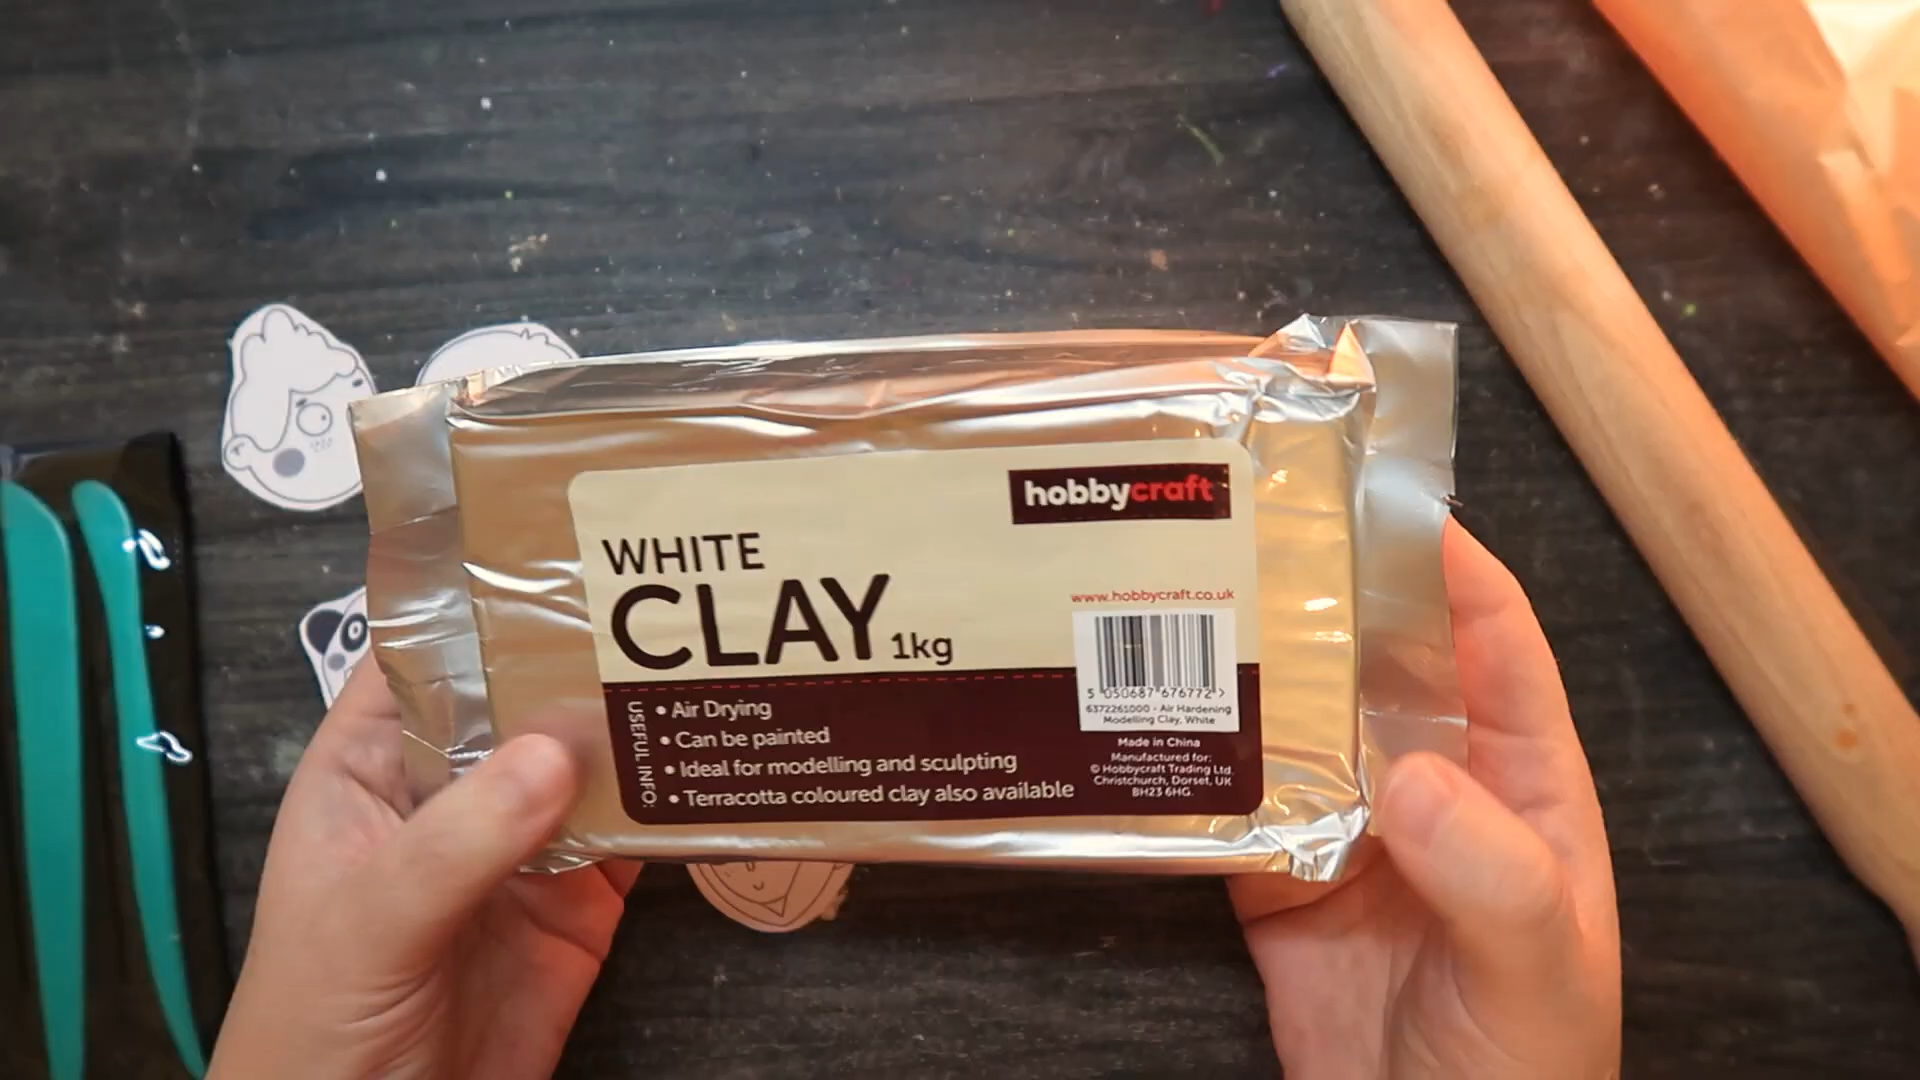 hobbycraft
WHITE
CLAY 1kg
www.hobbycraft.co.uk
5 050687 676772 >
6372261000 - Air Hardening
Modelling Clay, White
USEFUL INFO:
• Air Drying
• Can be painted
• Ideal for modelling and sculpting
• Terracotta coloured clay also available
Made in China
Manufactured for:
© Hobbycraft Trading Ltd.
Christchurch, Dorset, UK
BH23 6HG.